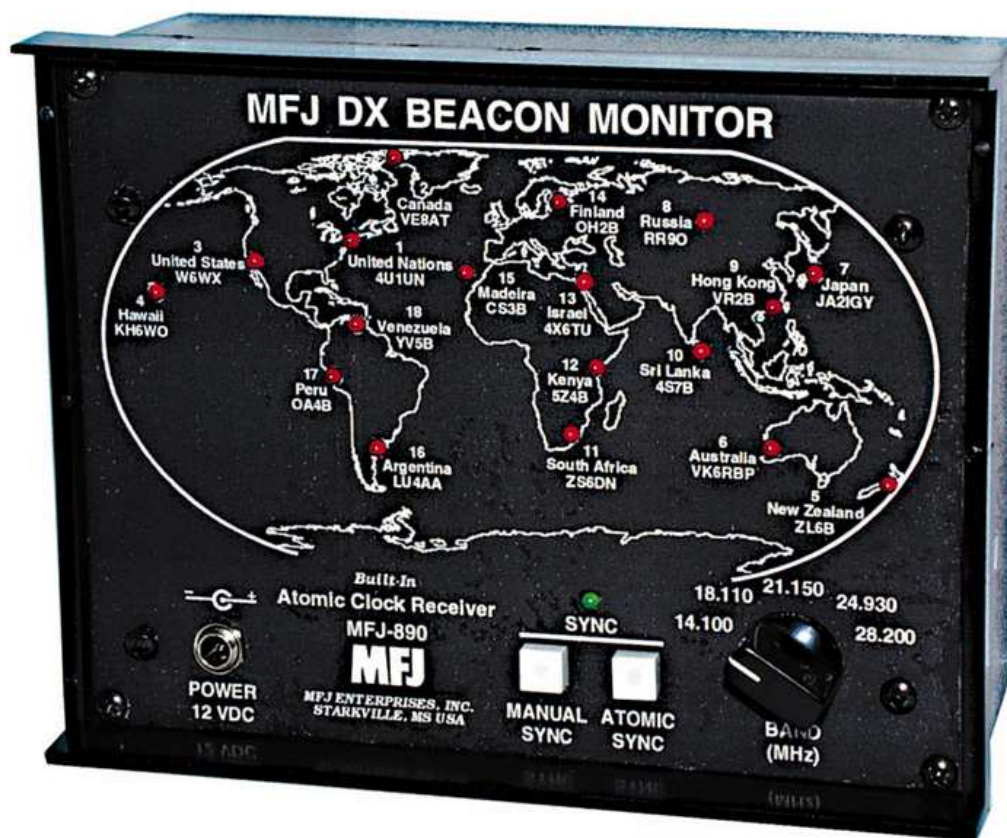 MFJ DX BEACON MONITOR
2
Canada
VE8AT
14
Finland
OH2B
8
Russia
RR9O
3
United States
W6WX
1
United Nations
4U1UN
15
Madeira
CS3B
13
Israel
4X6TU
9
Hong Kong
VR2B
7
Japan
JA2IGY
4
Hawaii
KH6WO
18
Venezuela
YV5B
12
Kenya
5Z4B
10
Sri Lanka
4S7B
17
Peru
OA4B
16
Argentina
LU4AA
11
South Africa
ZS6DN
6
Australia
VK6RBP
5
New Zealand
ZL6B
Built-In
Atomic Clock Receiver
MFJ-890
MFJ
MFJ ENTERPRISES, INC.
STARKVILLE, MS USA
- +
POWER
12 VDC
SYNC
MANUAL
SYNC
ATOMIC
SYNC
14.100
18.110
21.150
24.930
28.200
BAND
(MHz)